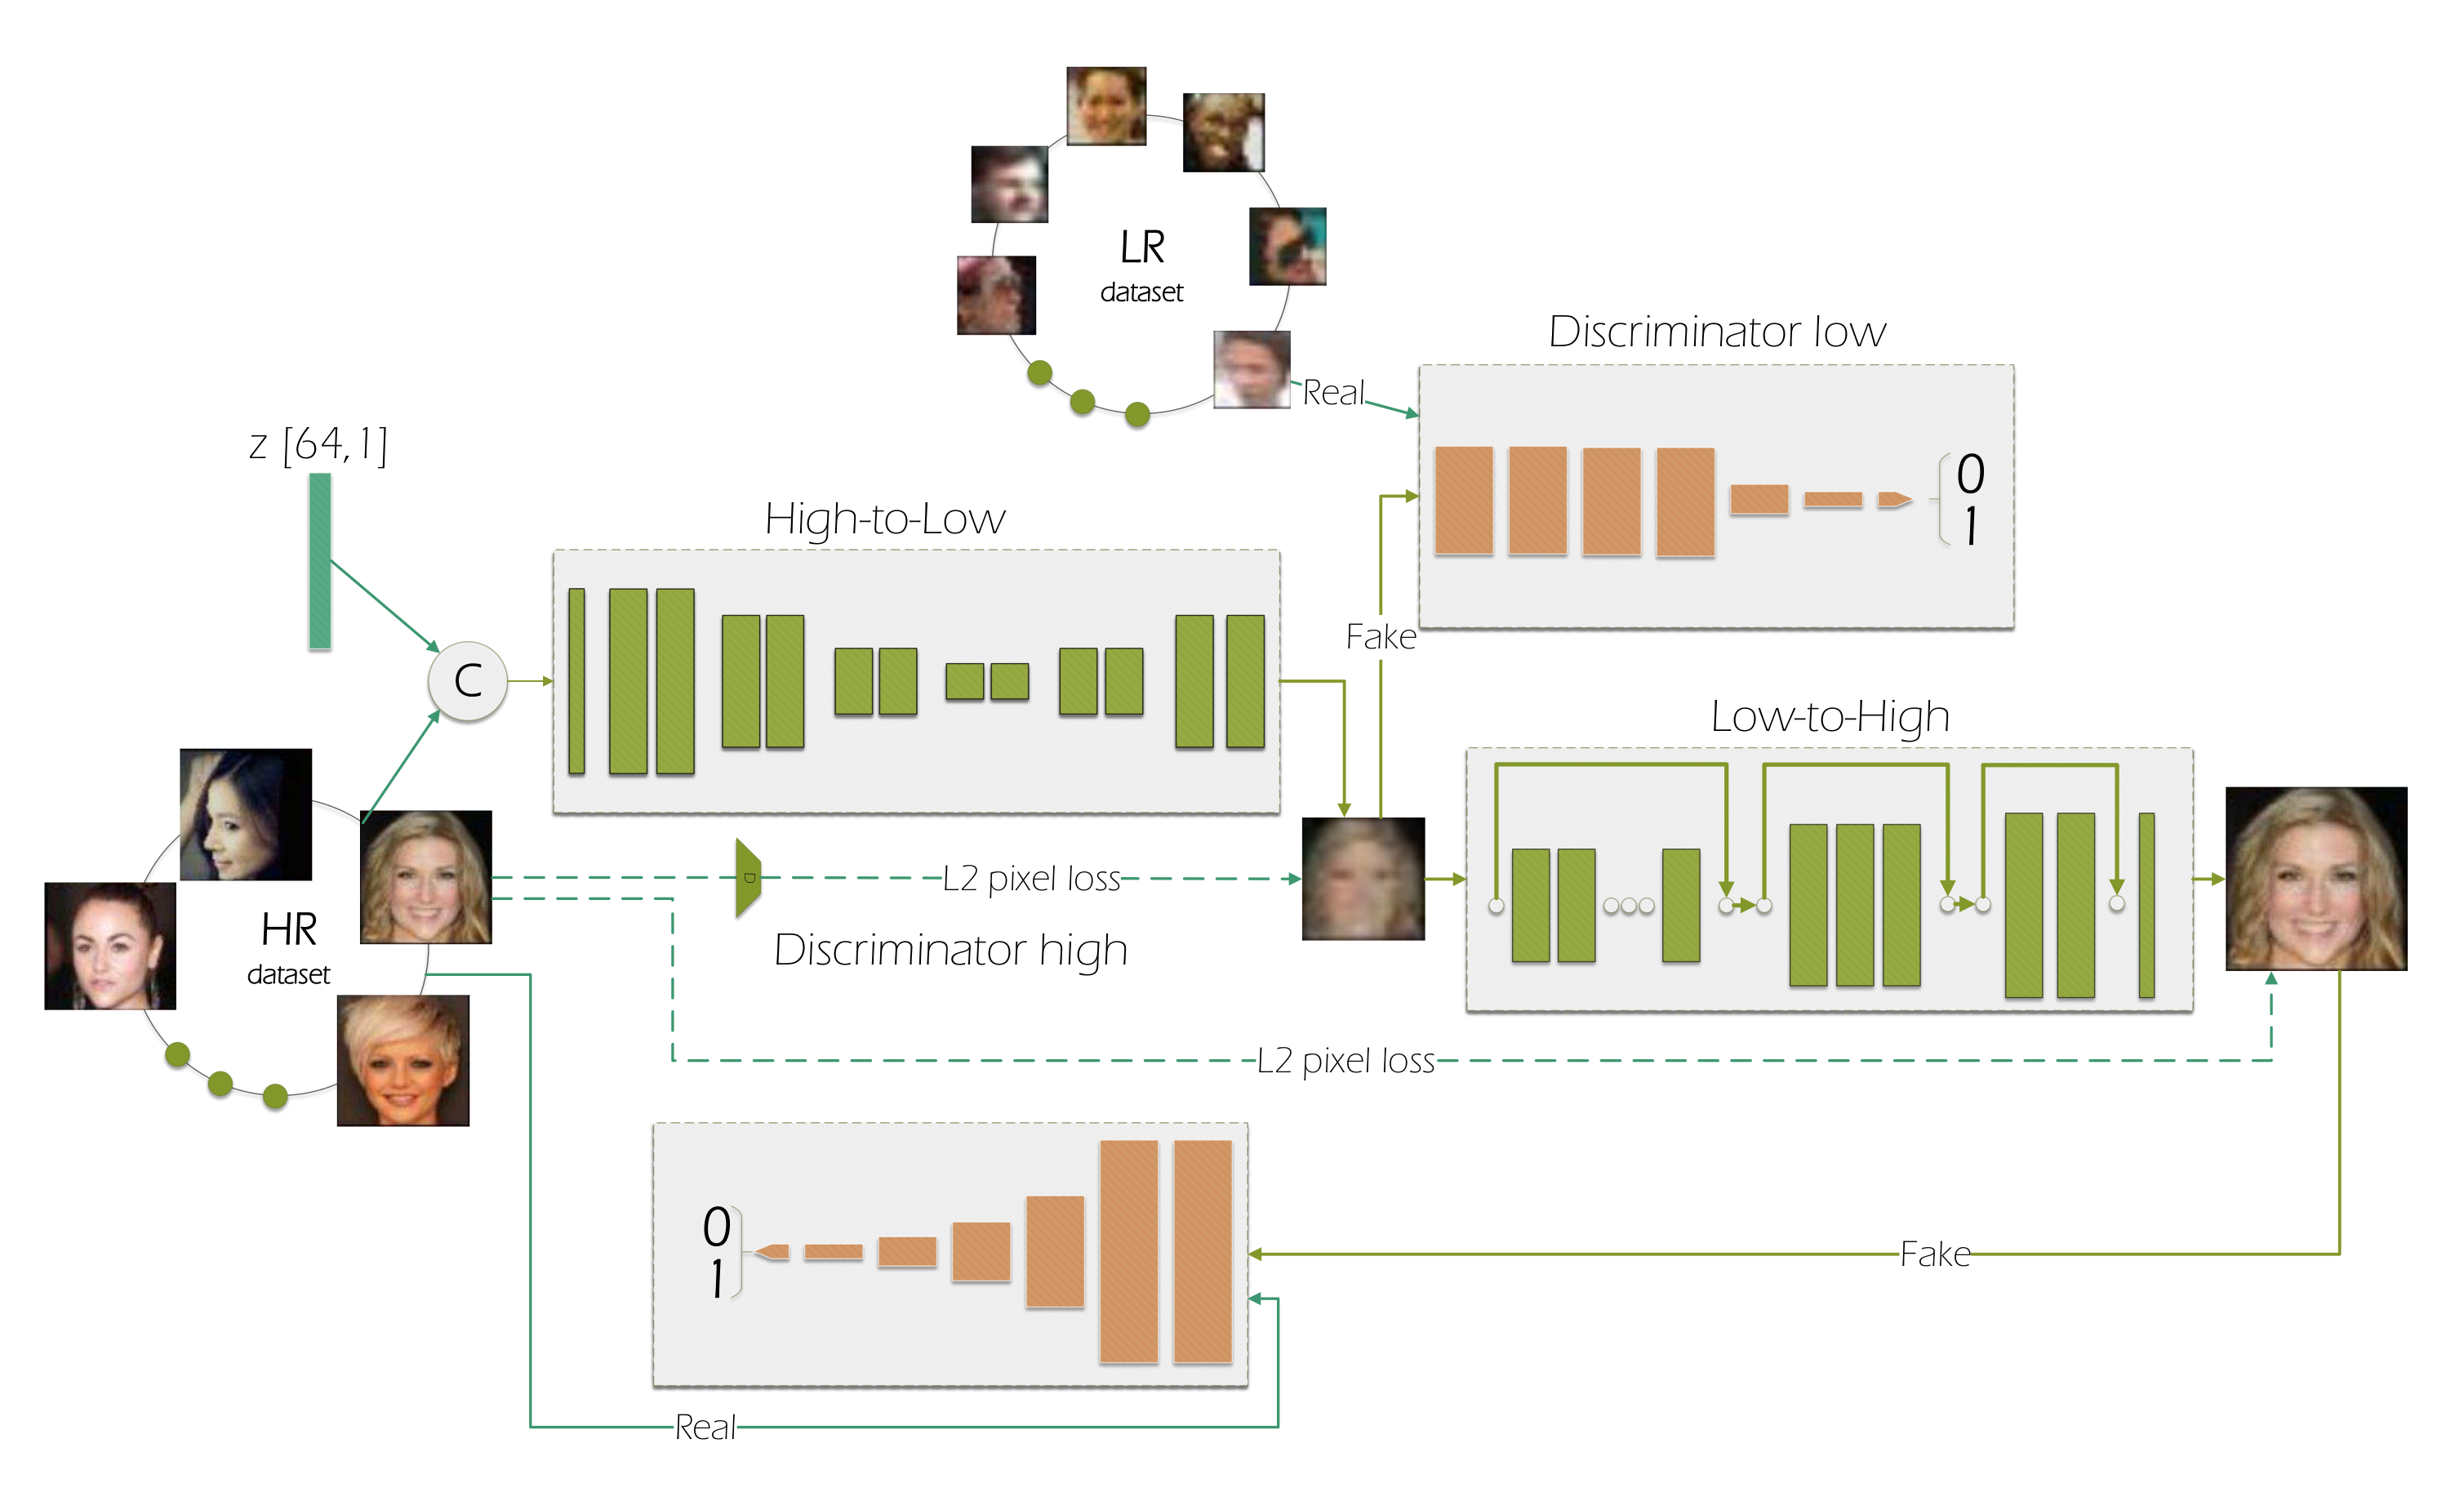 LR
dataset
Discriminator low
Real
z [64,1]
0
1
High-to-Low
Fake
C
Low-to-High
D
L2 pixel loss
HR
dataset
Discriminator high
L2 pixel loss
0
1
Fake
Real